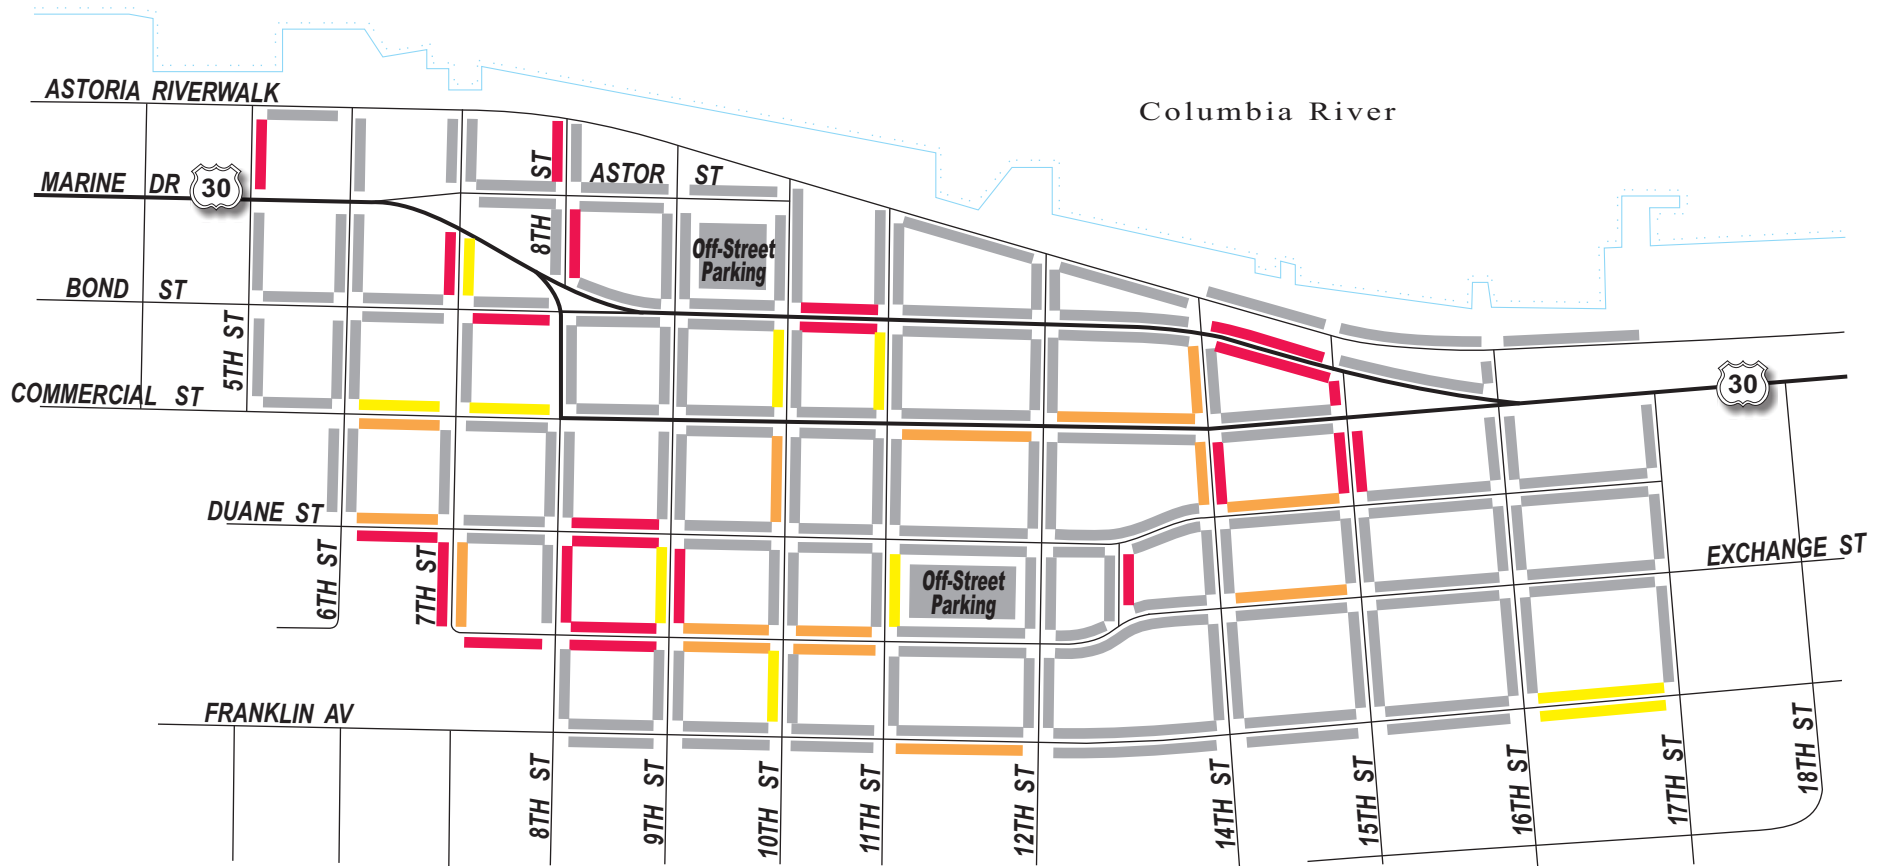 Columbia River
ASTORIA RIVERWALK
MARINE DR
30
ASTOR ST
8TH ST
Off-Street
Parking
BOND ST
5TH ST
COMMERCIAL ST
30
DUANE ST
6TH ST
7TH ST
Off-Street
Parking
EXCHANGE ST
FRANKLIN AV
8TH ST
9TH ST
10TH ST
11TH ST
12TH ST
14TH ST
15TH ST
16TH ST
17TH ST
18TH ST